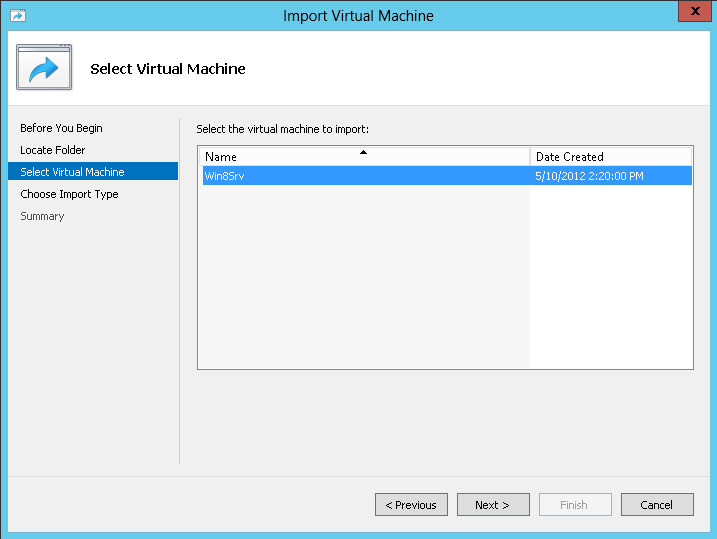 Import Virtual Machine
x
Select Virtual Machine
Before You Begin
Locate Folder
Select Virtual Machine
Choose Import Type
Summary
Select the virtual machine to import:
Name Date Created
Win8Srv 5/10/2012 2:20:00 PM
< Previous Next > Finish Cancel